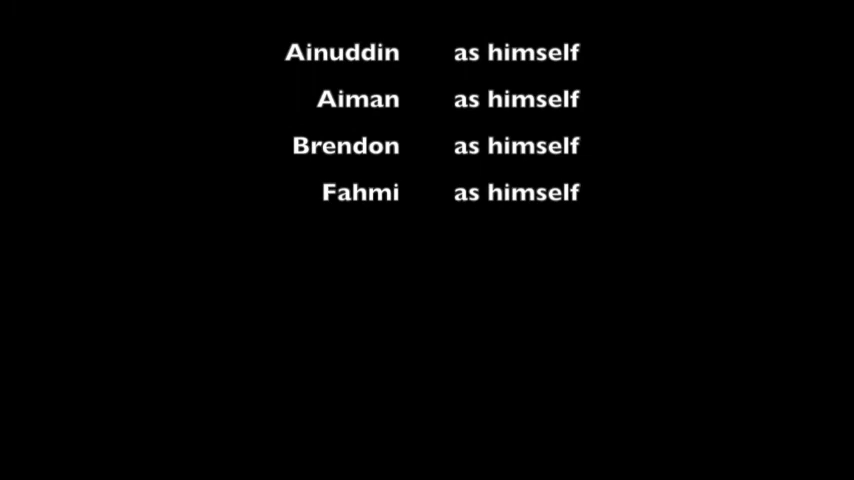 Ainuddin as himself
Aiman as himself
Brendon as himself
Fahmi as himself